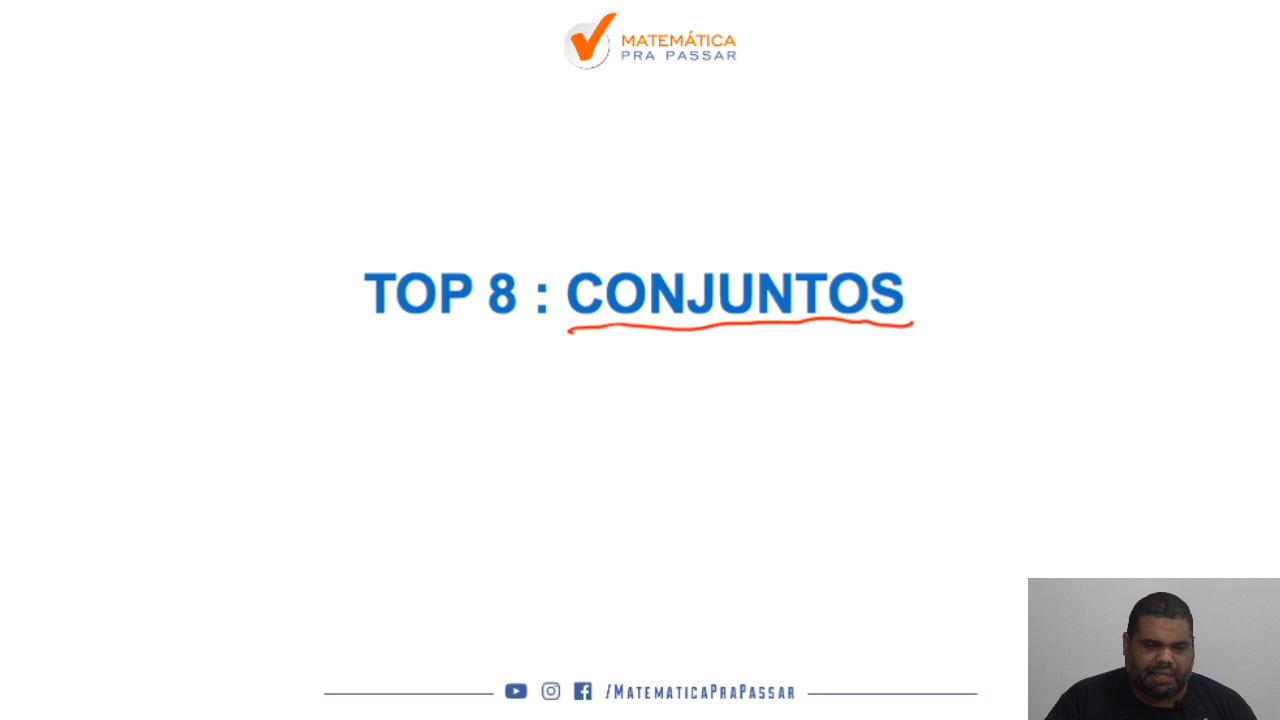 MATEMÁTICA
PRA PASSAR
TOP 8 : CONJUNTOS
/MATEMATICAPRAPASSAR